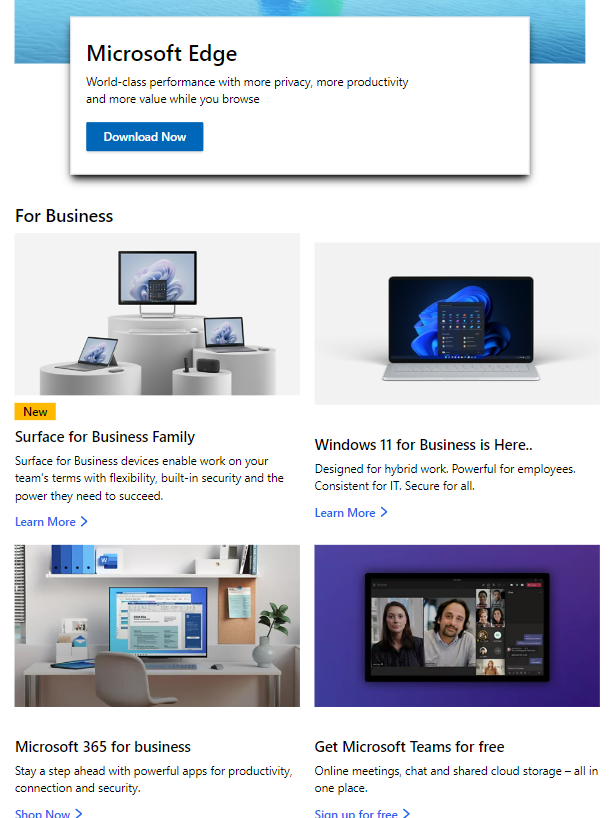 Microsoft Edge
World-class performance with more privacy, more productivity
and more value while you browse
Download Now
For Business
New
Surface for Business Family
Surface for Business devices enable work on your
team's terms with flexibility, built-in security and the
power they need to succeed.
Learn More
Windows 11 for Business is Here..
Designed for hybrid work. Powerful for employees.
Consistent for IT. Secure for all.
Learn More
Microsoft 365 for business
Stay a step ahead with powerful apps for productivity,
connection and security.
Shop Now
Get Microsoft Teams for free
Online meetings, chat and shared cloud storage – all in
one place.
Sign up for free